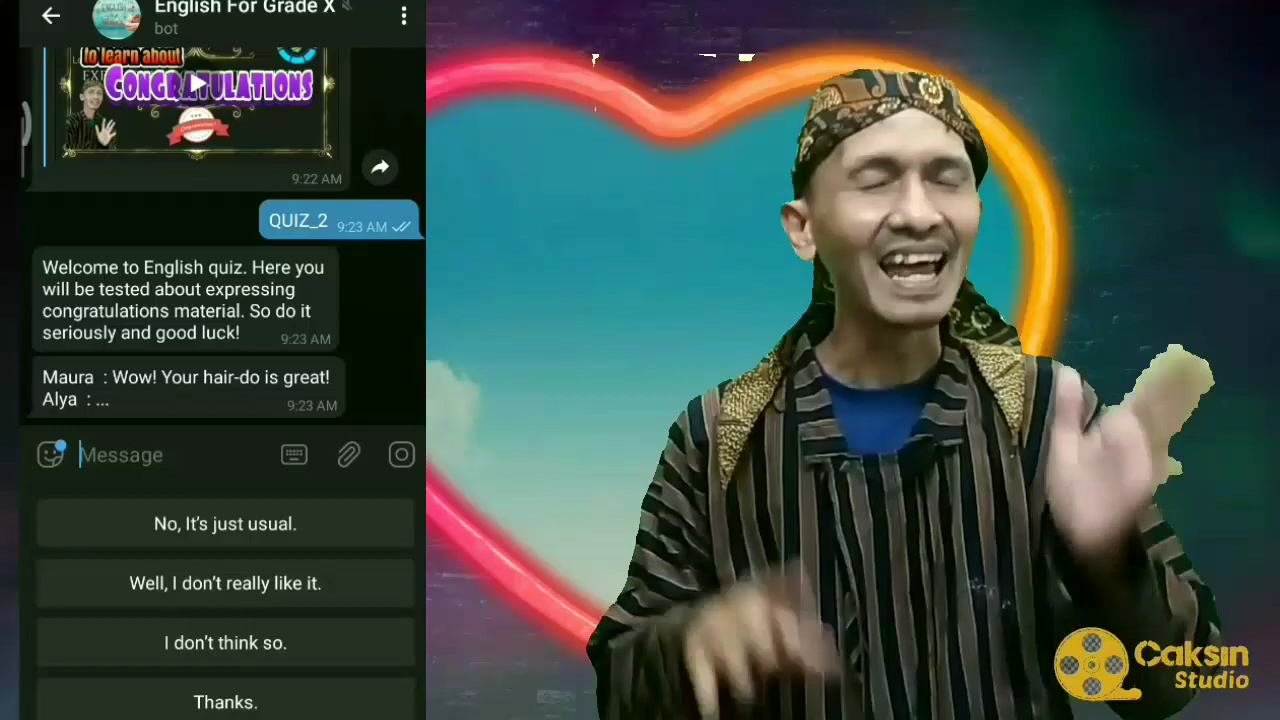 English For Grade X
bot
to learn about
CONGRATULATIONS
9:22 AM
QUIZ_2 9:23 AM
Welcome to English quiz. Here you
will be tested about expressing
congratulations material. So do it
seriously and good luck! 9:23 AM
Maura : Wow! Your hair-do is great!
Alya : ... 9:23 AM
Message
No, It's just usual.
Well, I don't really like it.
I don't think so.
Thanks.
Caksin
Studio